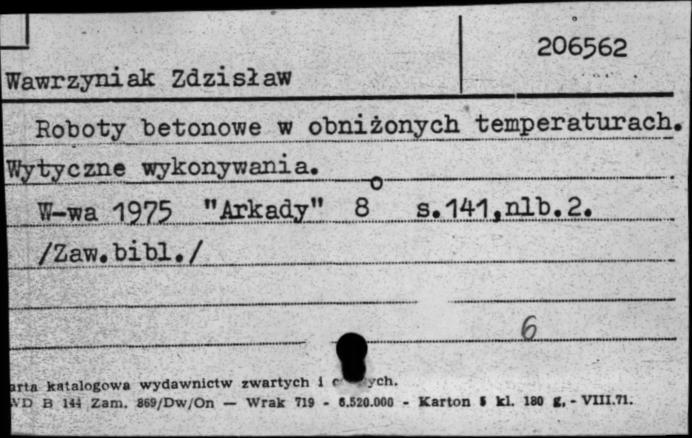 206562
Wawrzyniak Zdzisław
Roboty betonowe w obniżonych temperaturach.
Wytyczne wykonywania.
W-wa 1975 "Arkady" 8° s.141,nlb.2.
/Zaw.bibl./
6
arta katalogowa wydawnictw zwartych i c ych.
WD B 144 Zam. 869/Dw/On — Wrak 719 - 6.520.000 - Karton kl. 180 g. - VIII.71.